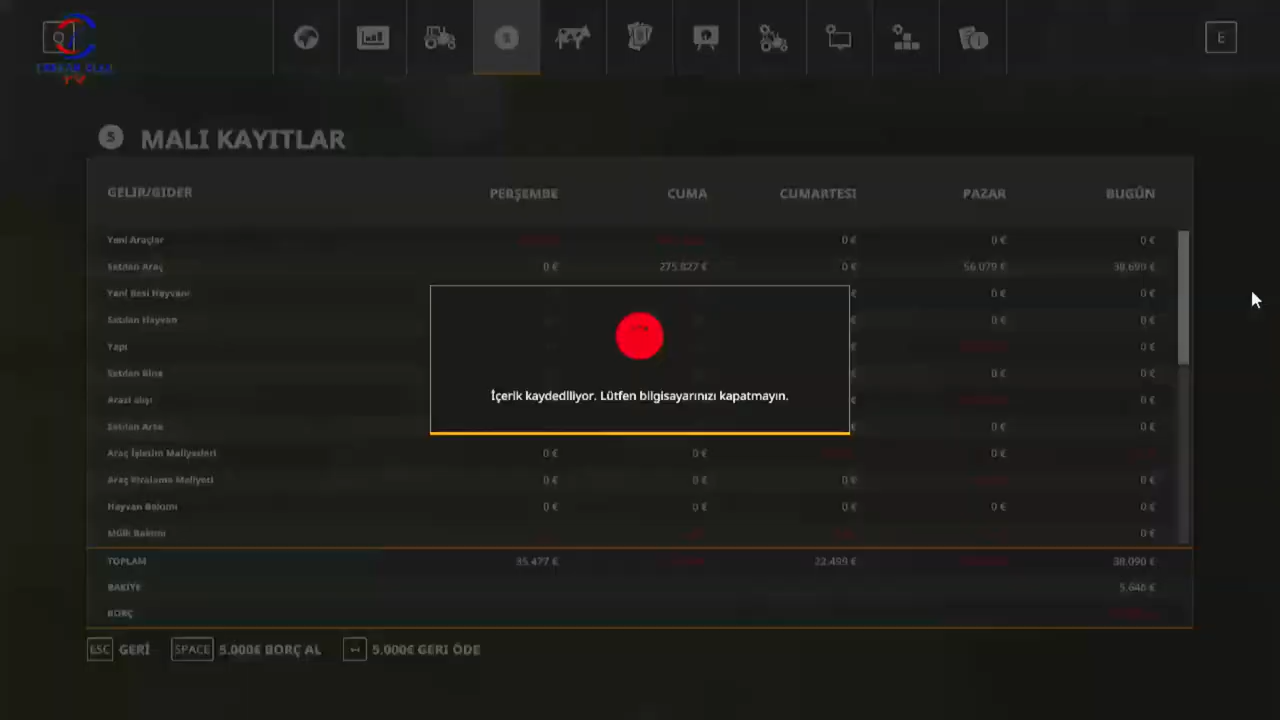 Q
E
MALI KAYITLAR
GELIR/GIDER PERŞEMBE CUMA CUMARTESI PAZAR BUGÜN
Yeni Araçlar 0 € 0 € 0 €
Satılan Araç 0 € 275.827 € 0 € 56.079 € 38.690 €
Yeni Besi Hayvanı € 0 € 0 €
Satılan Hayvan € 0 € 0 €
Yapı 0 €
Satılan Bina € 0 € 0 €
Arazi alışı 0 €
Satılan Arsa € 0 € 0 €
Araç İşletim Maliyetleri 0 € 0 € 0 €
Araç Kiralama Maliyeti 0 € 0 € 0 € 0 €
Hayvan Bakımı 0 € 0 € 0 € 0 € 0 €
Mülk Bakımı 0 €
TOPLAM 35.477 € 22.499 € 38.090 €
BAKİYE 5.646 €
BORÇ
İçerik kaydediliyor. Lütfen bilgisayarınızı kapatmayın.
ESC GERİ SPACE 5.000€ BORÇ AL 5.000€ GERI ÖDE